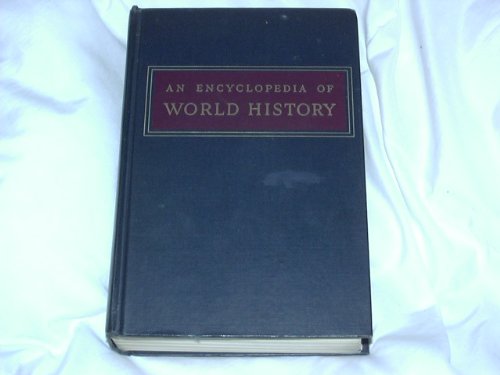 AN ENCYCLOPEDIA OF
WORLD HISTORY